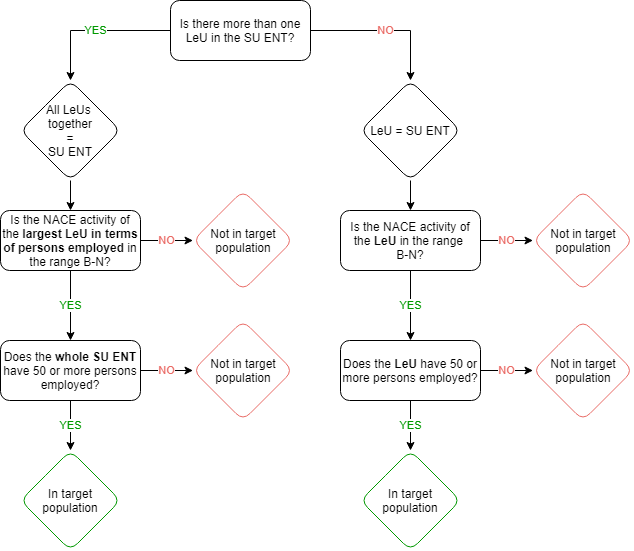 Is there more than one
LeU in the SU ENT?
YES
NO
All LeUs
together
=
SU ENT
LeU = SU ENT
Is the NACE activity of
the largest LeU in terms
of persons employed in
the range B-N?
NO
Not in target
population
Is the NACE activity of
the LeU in the range
B-N?
NO
Not in target
population
YES
YES
Does the whole SU ENT
have 50 or more persons
employed?
NO
Not in target
population
Does the LeU have 50 or
more persons employed?
NO
Not in target
population
YES
YES
In target
population
In target
population